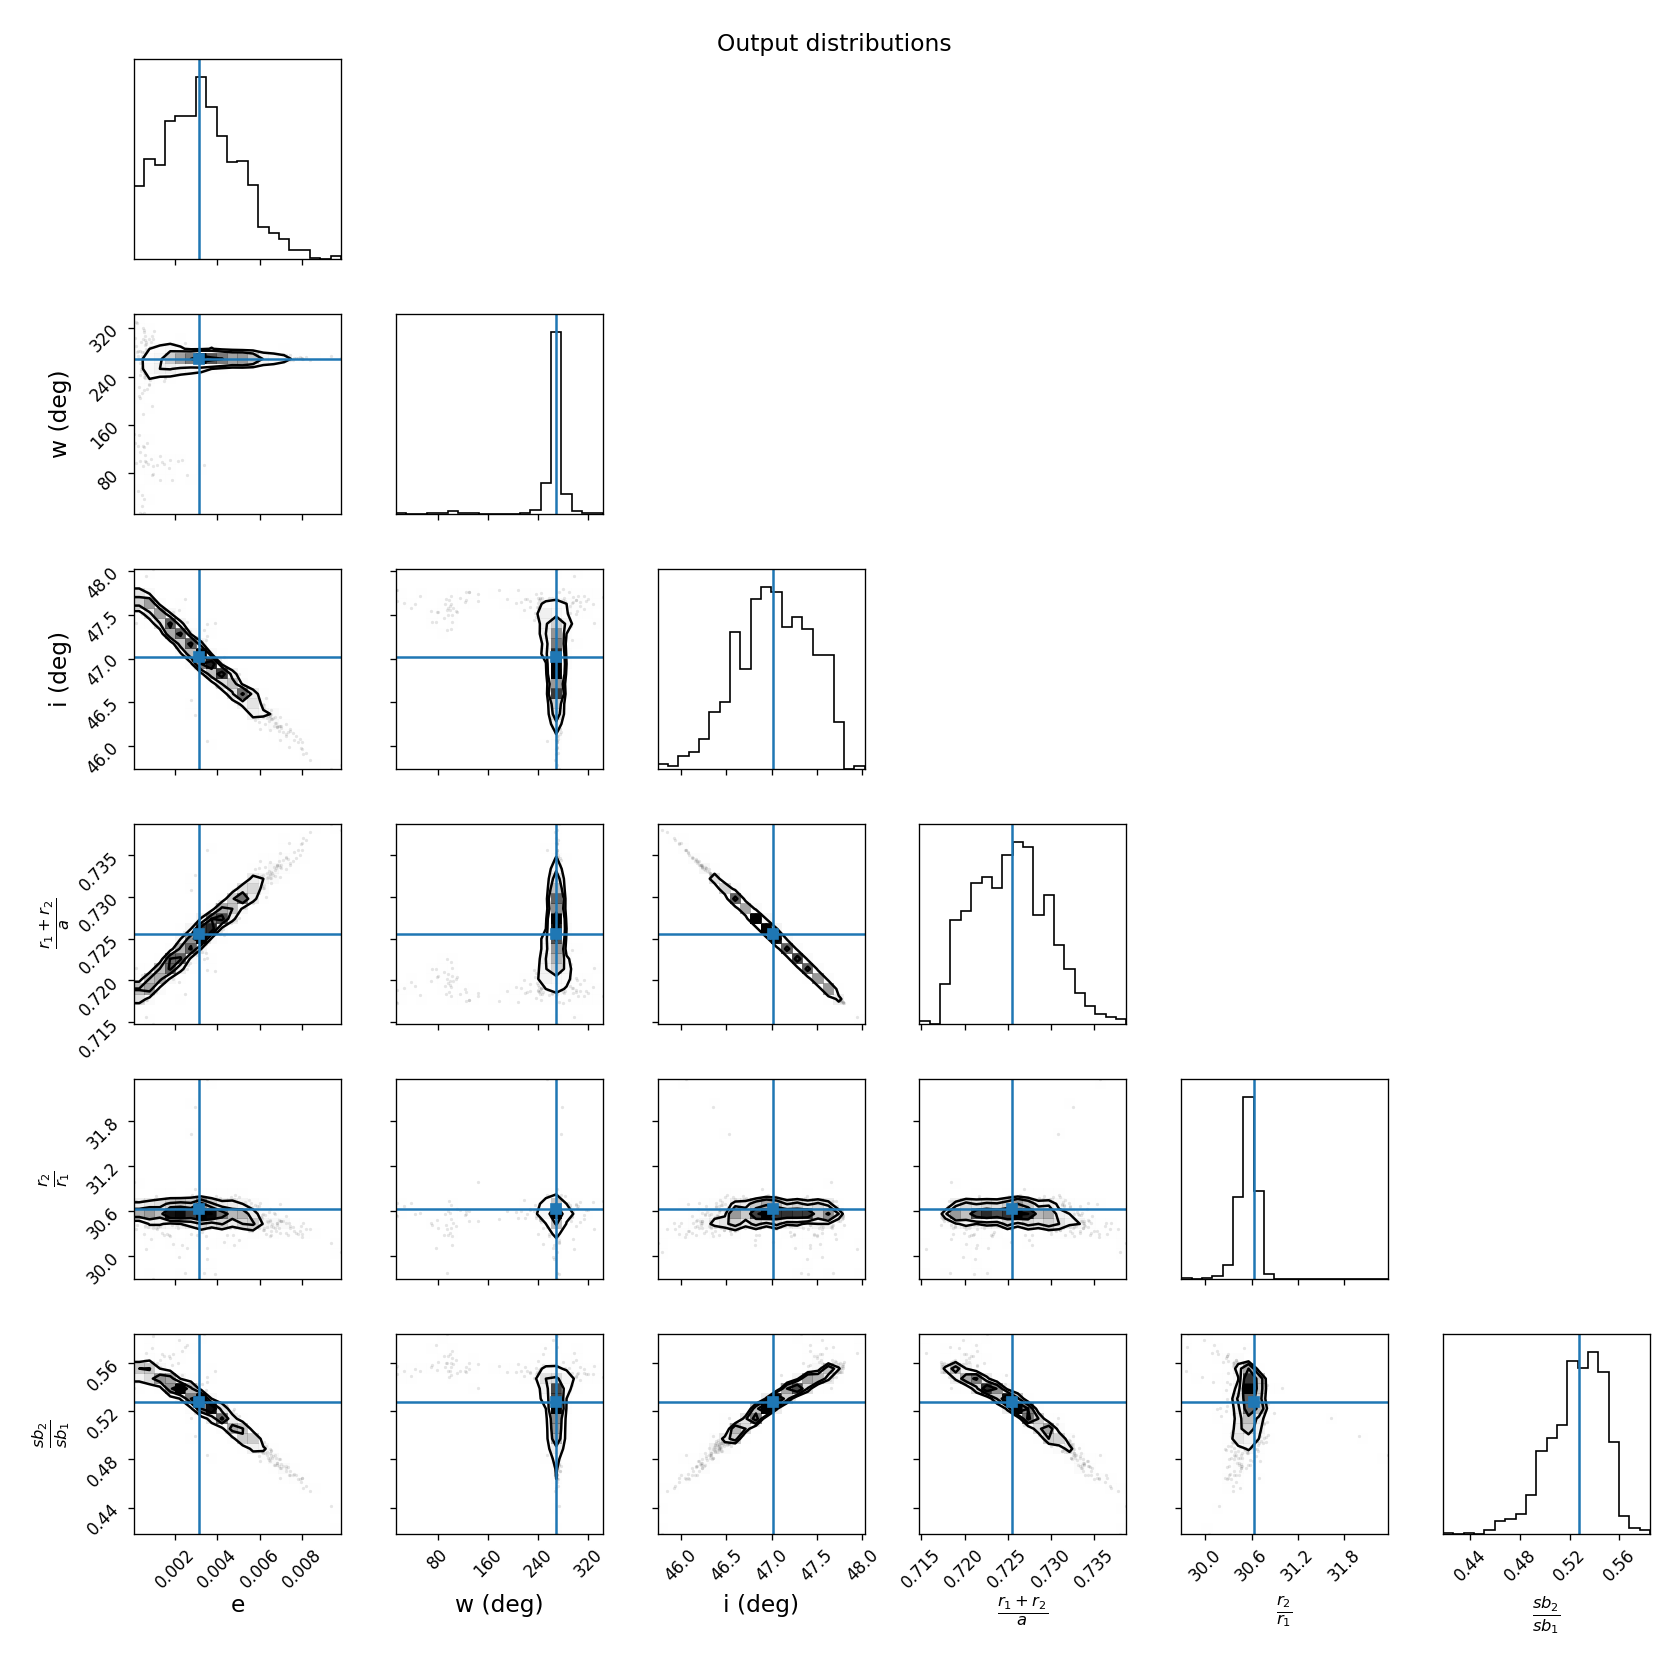 Output distributions
w (deg)
320
240
160
80
i (deg)
48.0
47.5
47.0
46.5
46.0
r₁ + r₂
a
0.735
0.730
0.725
0.720
0.715
r₂
r₁
31.8
31.2
30.6
30.0
sb₂
sb₁
0.56
0.52
0.48
0.44
0.002 0.004 0.006 0.008 80 160 240 320 46.0 46.5 47.0 47.5 48.0 0.715 0.720 0.725 0.730 0.735 30.0 30.6 31.2 31.8 0.44 0.48 0.52 0.56
e w (deg) i (deg) r₁ + r₂ r₂ sb₂
a r₁ sb₁